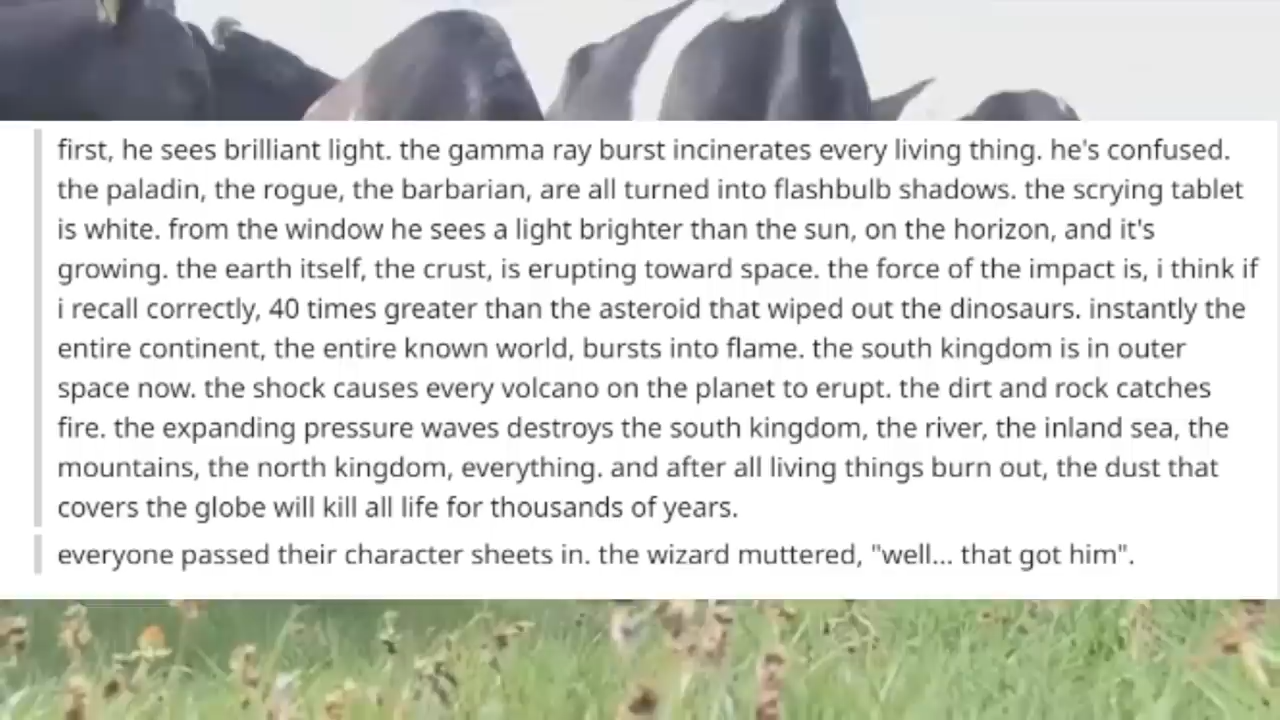 first, he sees brilliant light. the gamma ray burst incinerates every living thing. he's confused.
the paladin, the rogue, the barbarian, are all turned into flashbulb shadows. the scrying tablet
is white. from the window he sees a light brighter than the sun, on the horizon, and it's
growing. the earth itself, the crust, is erupting toward space. the force of the impact is, i think if
i recall correctly, 40 times greater than the asteroid that wiped out the dinosaurs. instantly the
entire continent, the entire known world, bursts into flame. the south kingdom is in outer
space now. the shock causes every volcano on the planet to erupt. the dirt and rock catches
fire. the expanding pressure waves destroys the south kingdom, the river, the inland sea, the
mountains, the north kingdom, everything. and after all living things burn out, the dust that
covers the globe will kill all life for thousands of years.
everyone passed their character sheets in. the wizard muttered, "well... that got him".